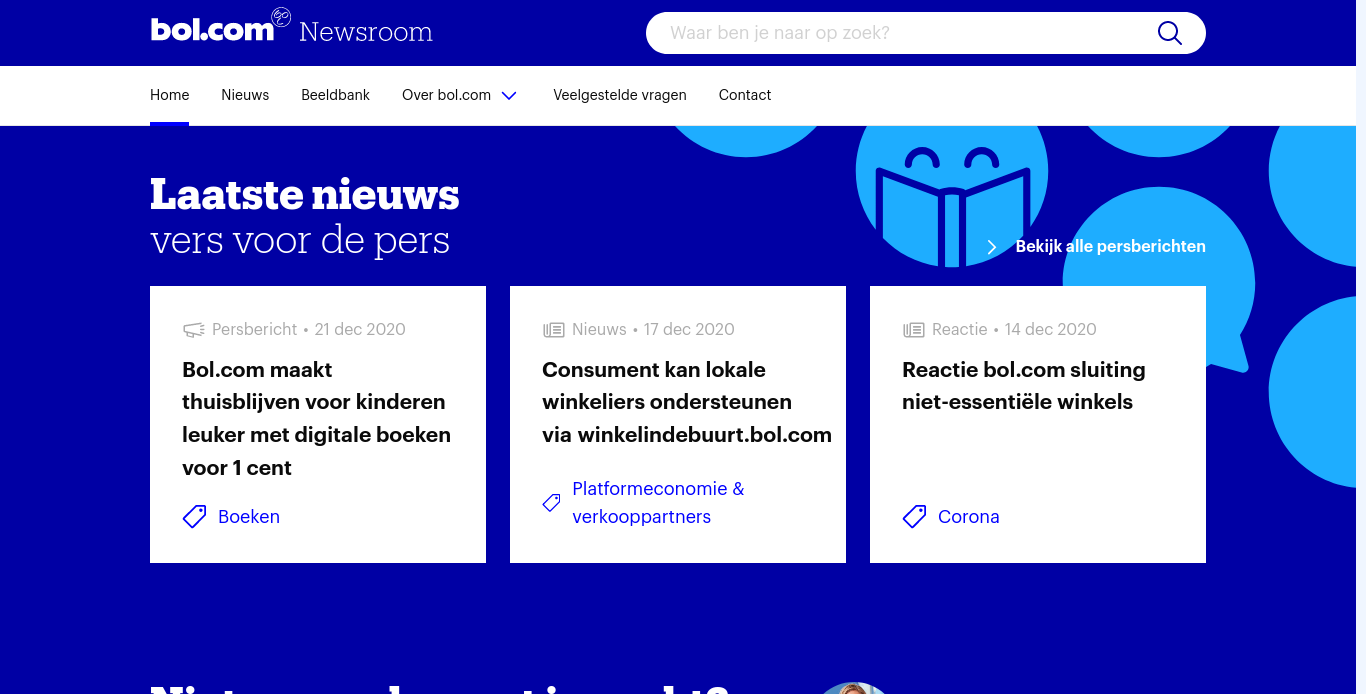 bol.com Newsroom
Waar ben je naar op zoek?
Home
Nieuws
Beeldbank
Over bol.com
Veelgestelde vragen
Contact
Laatste nieuws
vers voor de pers
Bekijk alle persberichten
Persbericht • 21 dec 2020
Bol.com maakt
thuisblijven voor kinderen
leuker met digitale boeken
voor 1 cent
Boeken
Nieuws • 17 dec 2020
Consument kan lokale
winkeliers ondersteunen
via winkelindebuurt.bol.com
Platformeconomie &
verkooppartners
Reactie • 14 dec 2020
Reactie bol.com sluiting
niet-essentiële winkels
Corona